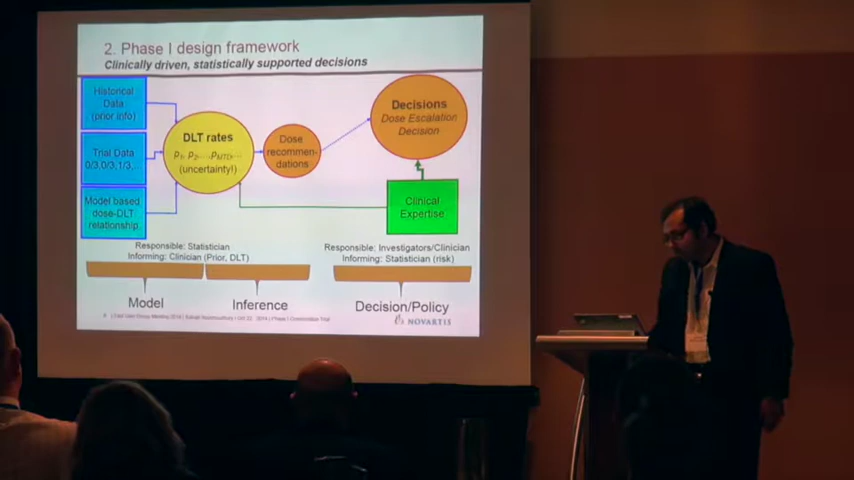 2. Phase I design framework
Clinically driven, statistically supported decisions
Historical
Data
(prior info)
Trial Data
0/3,0/3,1/3,...
Model based
dose-DLT
relationship
DLT rates
p1, p2,... pMTD,...
(uncertainty!)
Dose
recommen-
dations
Decisions
Dose Escalation
Decision
Clinical
Expertise
Responsible: Statistician
Informing: Clinician (Prior, DLT)
Responsible: Investigators/Clinician
Informing: Statistician (risk)
Model
Inference
Decision/Policy
NOVARTIS